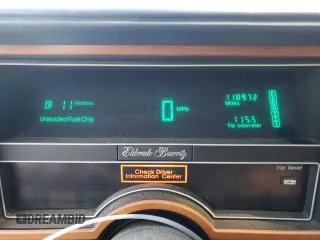 11 Gallons
0 MPH
110972
Miles
Unleaded Fuel Only
115.5
Trip odometer
Eldorado Biarritz
Check Driver
Information Center
Trip Reset
DREAMBID